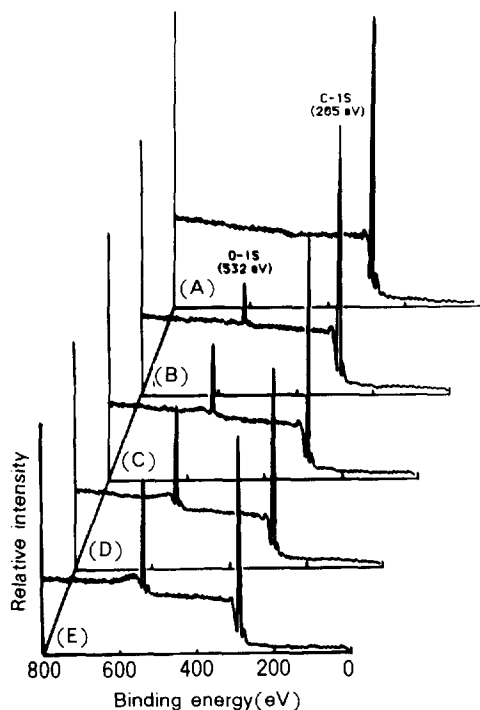 C-1S
(285 eV)
O-1S
(532 eV)
(A)
(B)
(C)
(D)
(E)
Relative intensity
800 600 400 200 0
Binding energy(eV)